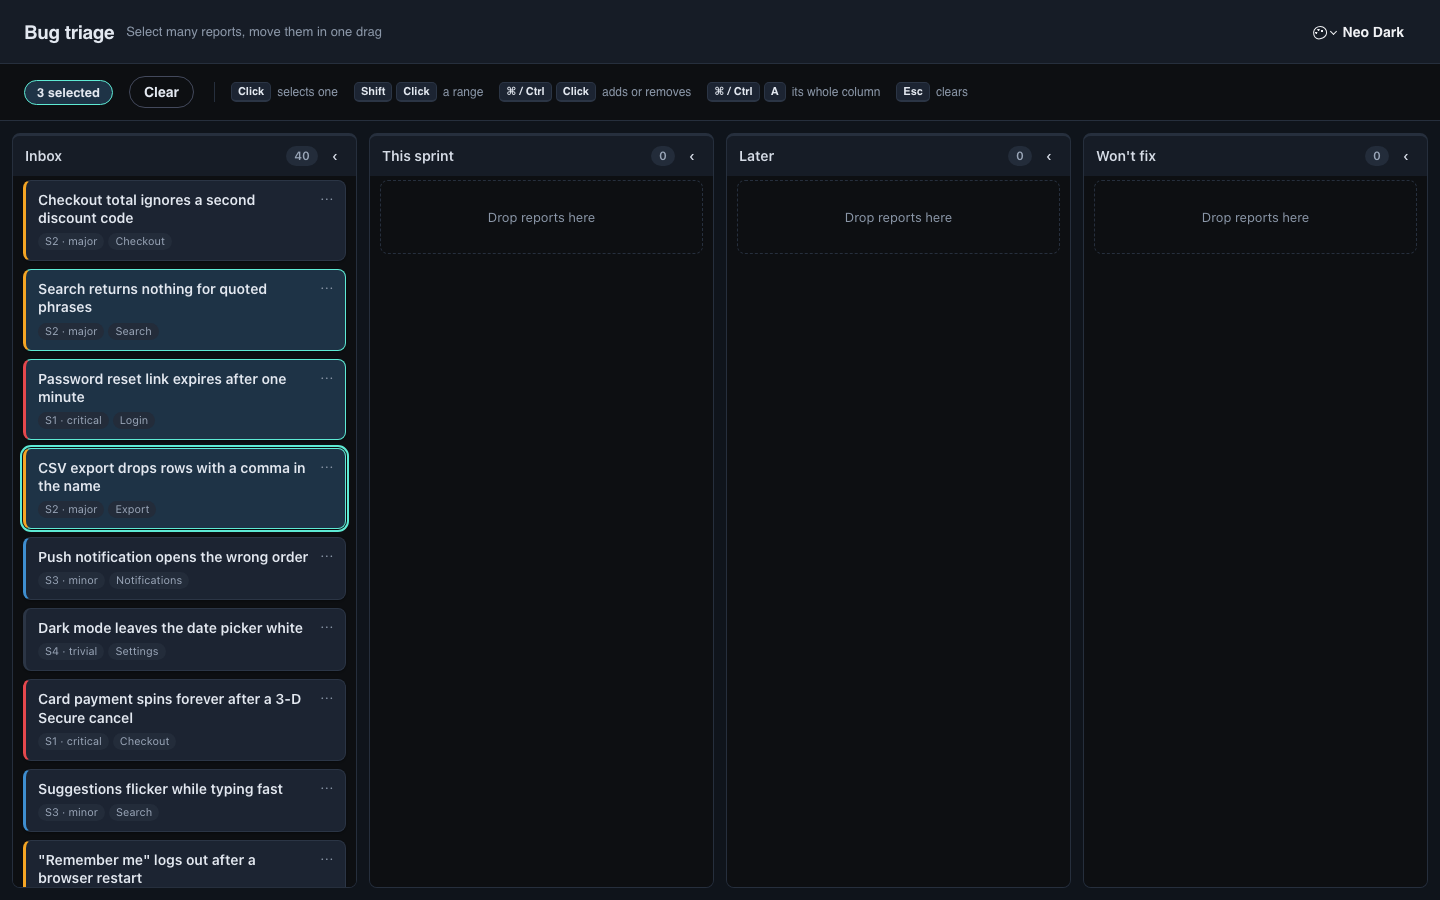 Bug triage
Select many reports, move them in one drag
Neo Dark
3 selected
Clear
Click selects one
Shift Click a range
⌘ / Ctrl Click adds or removes
⌘ / Ctrl A its whole column
Esc clears
Inbox
40
Checkout total ignores a second
discount code
S2 · major
Checkout
Search returns nothing for quoted
phrases
S2 · major
Search
Password reset link expires after one
minute
S1 · critical
Login
CSV export drops rows with a comma in
the name
S2 · major
Export
Push notification opens the wrong order
S3 · minor
Notifications
Dark mode leaves the date picker white
S4 · trivial
Settings
Card payment spins forever after a 3-D
Secure cancel
S1 · critical
Checkout
Suggestions flicker while typing fast
S3 · minor
Search
"Remember me" logs out after a
browser restart
This sprint
0
Drop reports here
Later
0
Drop reports here
Won't fix
0
Drop reports here